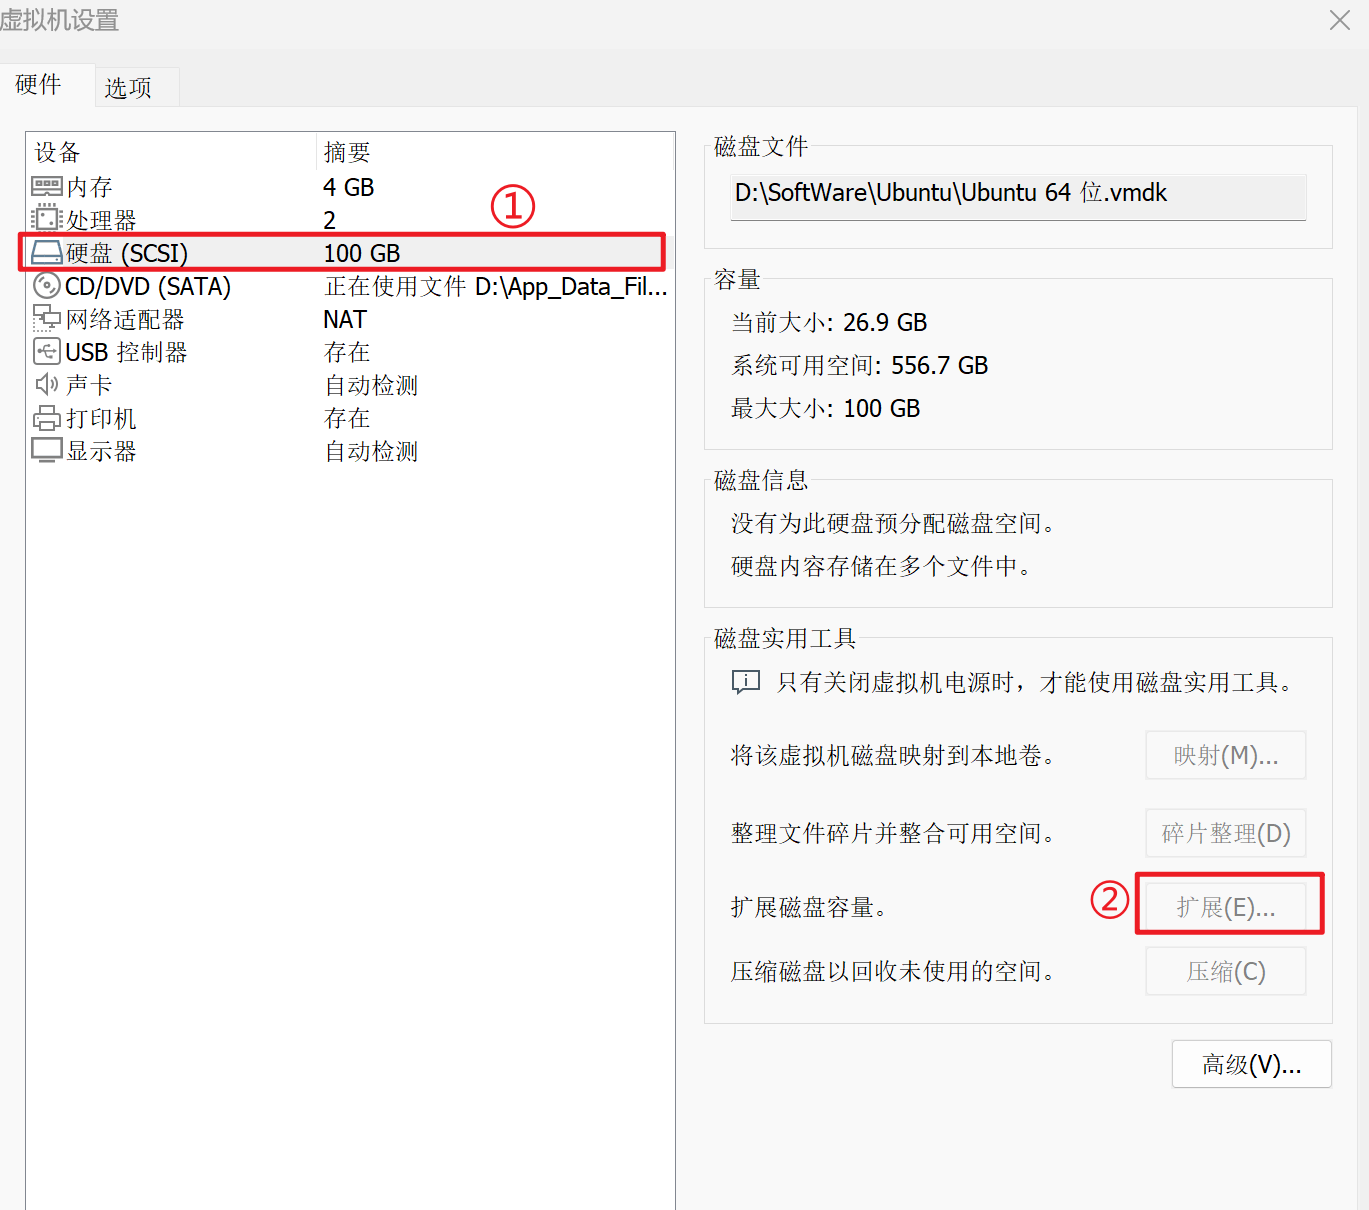 虚拟机设置
硬件
选项
设备 摘要
内存 4 GB
①
处理器 2
硬盘 (SCSI) 100 GB
CD/DVD (SATA) 正在使用文件 D:\App_Data_Fil...
网络适配器 NAT
USB 控制器 存在
声卡 自动检测
打印机 存在
显示器 自动检测
磁盘文件
D:\SoftWare\Ubuntu\Ubuntu 64 位.vmdk
容量
当前大小: 26.9 GB
系统可用空间: 556.7 GB
最大大小: 100 GB
磁盘信息
没有为此硬盘预分配磁盘空间。
硬盘内容存储在多个文件中。
磁盘实用工具
只有关闭虚拟机电源时，才能使用磁盘实用工具。
将该虚拟机磁盘映射到本地卷。 映射(M)...
整理文件碎片并整合可用空间。 碎片整理(D)
扩展磁盘容量。 ② 扩展(E)...
压缩磁盘以回收未使用的空间。 压缩(C)
高级(V)...